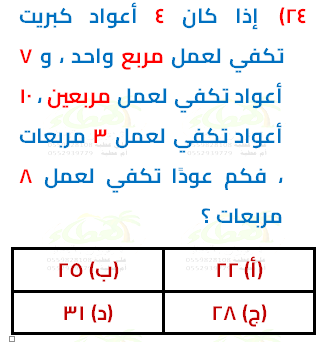 ٢٤) إذا كان ٤ أعواد كبريت
تكفي لعمل مربع واحد ، و ٧
أعواد تكفي لعمل مربعين ، ١٠
أعواد تكفي لعمل ٣ مربعات
، فكم عودًا تكفي لعمل ٨
مربعات ؟
(أ) ٢٢ (ب) ٢٥
(ج) ٢٨ (د) ٣١